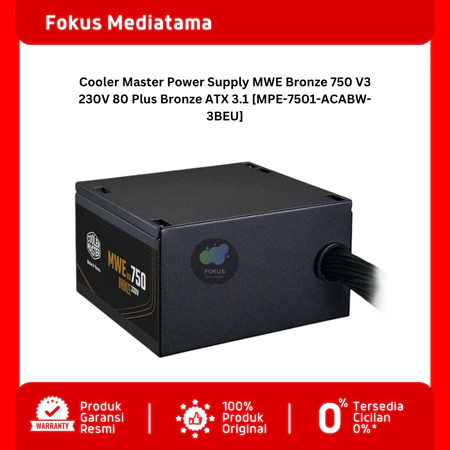 Fokus Mediatama
Cooler Master Power Supply MWE Bronze 750 V3
230V 80 Plus Bronze ATX 3.1 [MPE-7501-ACABW-
3BEU]
COOLER
MASTER
MWE V3 750
BRONZE 230V
FOKUS
WARRANTY
Produk
Garansi
Resmi
100%
Produk
Original
0%
Tersedia
Cicilan
0%*